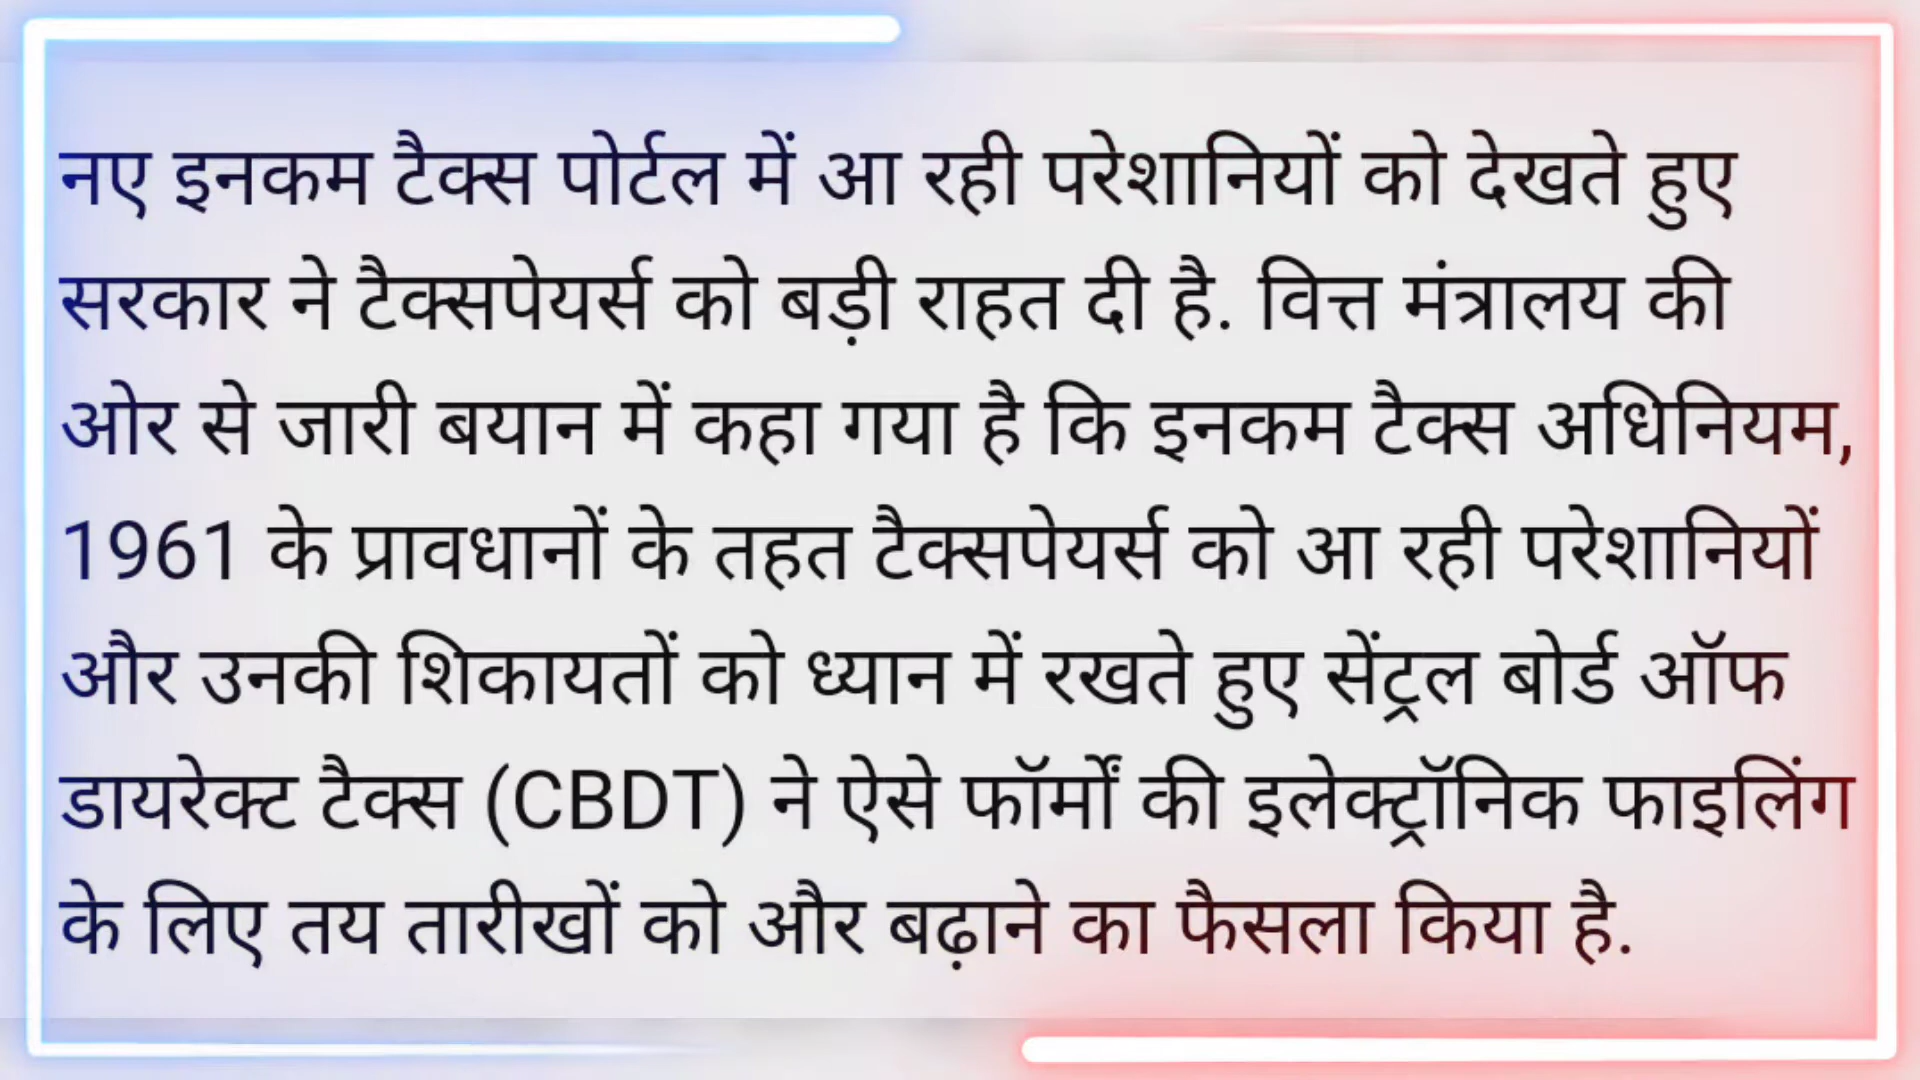 नए इनकम टैक्स पोर्टल में आ रही परेशानियों को देखते हुए
सरकार ने टैक्सपेयर्स को बड़ी राहत दी है. वित्त मंत्रालय की
ओर से जारी बयान में कहा गया है कि इनकम टैक्स अधिनियम,
1961 के प्रावधानों के तहत टैक्सपेयर्स को आ रही परेशानियों
और उनकी शिकायतों को ध्यान में रखते हुए सेंट्रल बोर्ड ऑफ
डायरेक्ट टैक्स (CBDT) ने ऐसे फॉर्मों की इलेक्ट्रॉनिक फाइलिंग
के लिए तय तारीखों को और बढ़ाने का फैसला किया है.